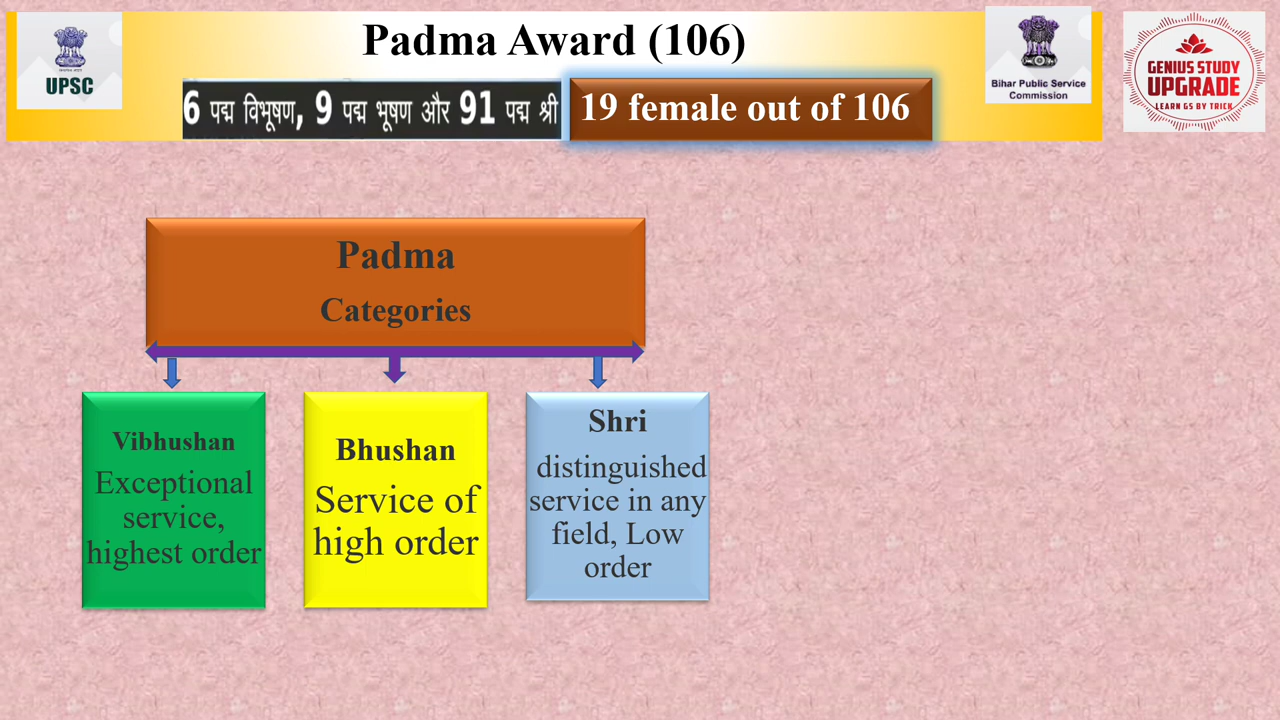 Padma Award (106)
UPSC
6 पद्म विभूषण, 9 पद्म भूषण और 91 पद्म श्री
19 female out of 106
Bihar Public Service
Commission
GENIUS STUDY
UPGRADE
LEARN GS BY TRICK
Padma
Categories
Vibhushan
Exceptional
service,
highest order
Bhushan
Service of
high order
Shri
distinguished
service in any
field, Low
order